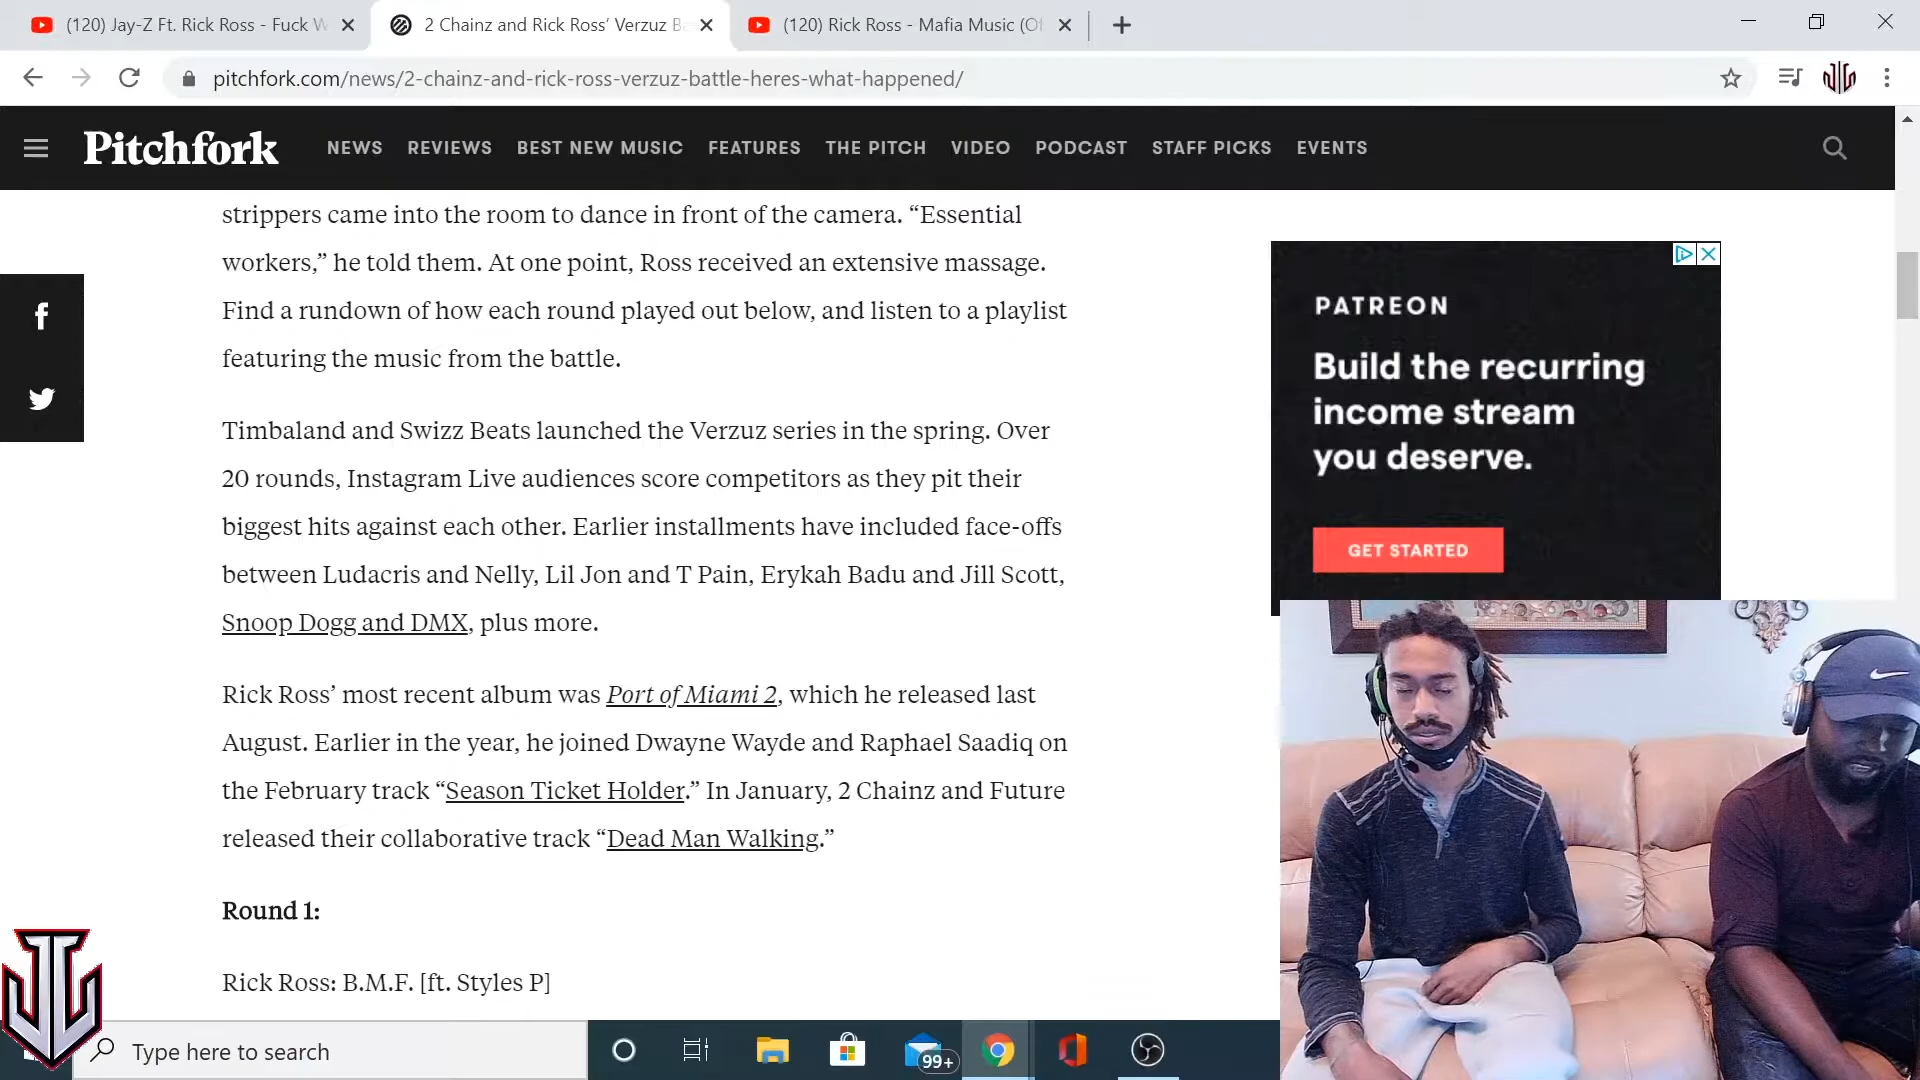 (120) Jay-Z Ft. Rick Ross - Fuck W
2 Chainz and Rick Ross’ Verzuz Ba
(120) Rick Ross - Mafia Music (Of
pitchfork.com/news/2-chainz-and-rick-ross-verzuz-battle-heres-what-happened/
Pitchfork
NEWS REVIEWS BEST NEW MUSIC FEATURES THE PITCH VIDEO PODCAST STAFF PICKS EVENTS
strippers came into the room to dance in front of the camera. “Essential
workers,” he told them. At one point, Ross received an extensive massage.
Find a rundown of how each round played out below, and listen to a playlist
featuring the music from the battle.
Timbaland and Swizz Beats launched the Verzuz series in the spring. Over
20 rounds, Instagram Live audiences score competitors as they pit their
biggest hits against each other. Earlier installments have included face-offs
between Ludacris and Nelly, Lil Jon and T Pain, Erykah Badu and Jill Scott,
Snoop Dogg and DMX, plus more.
Rick Ross’ most recent album was Port of Miami 2, which he released last
August. Earlier in the year, he joined Dwayne Wayde and Raphael Saadiq on
the February track “Season Ticket Holder.” In January, 2 Chainz and Future
released their collaborative track “Dead Man Walking.”
Round 1:
Rick Ross: B.M.F. [ft. Styles P]
PATREON
Build the recurring
income stream
you deserve.
GET STARTED
Type here to search
99+